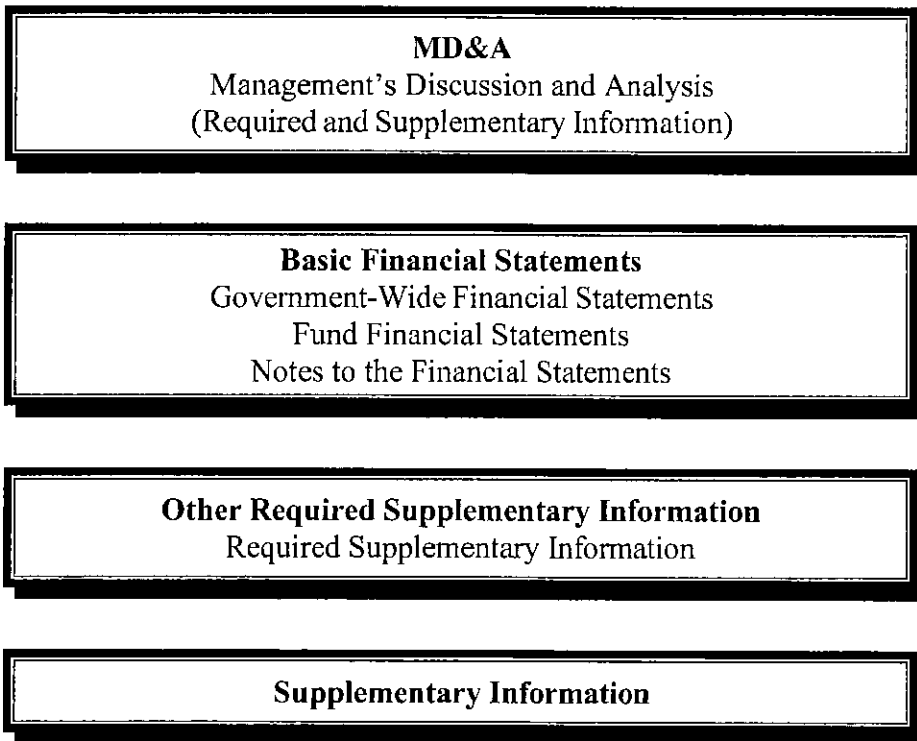 MD&A
Management's Discussion and Analysis
(Required and Supplementary Information)
Basic Financial Statements
Government-Wide Financial Statements
Fund Financial Statements
Notes to the Financial Statements
Other Required Supplementary Information
Required Supplementary Information
Supplementary Information